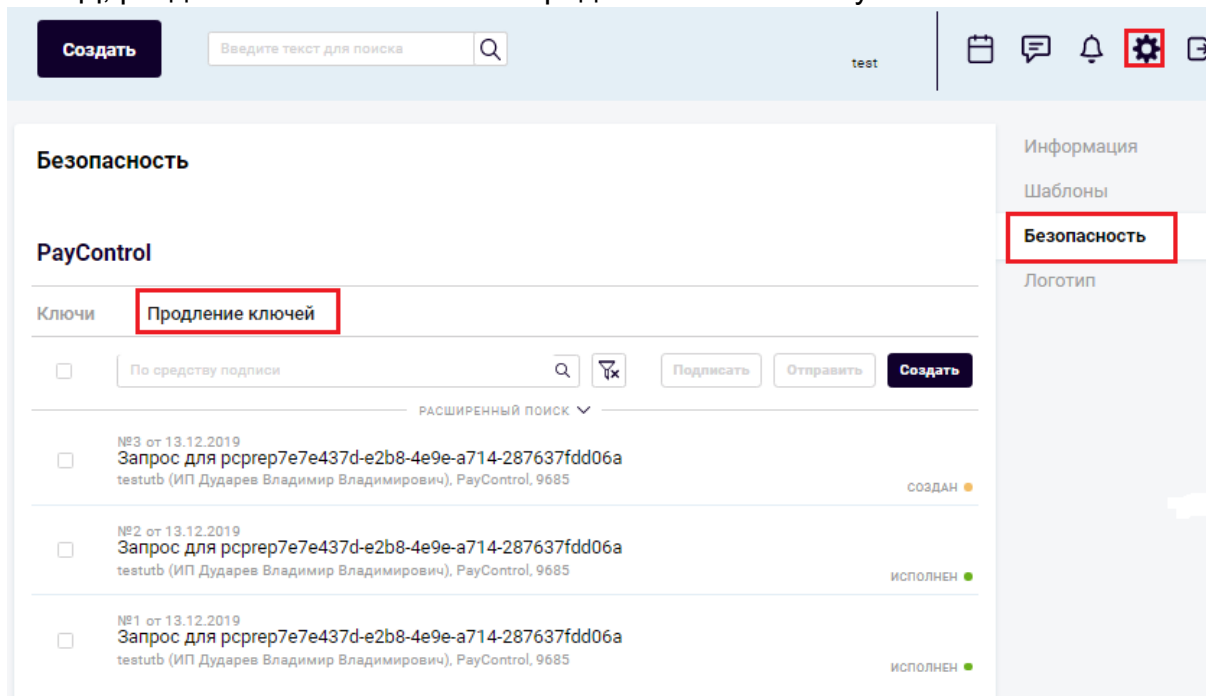 Создать
Введите текст для поиска
test
Безопасность
Информация
Шаблоны
Безопасность
Логотип
PayControl
Ключи Продление ключей
По средству подписи Подписать Отправить Создать
РАСШИРЕННЫЙ ПОИСК
№3 от 13.12.2019
Запрос для pcprep7e7e437d-e2b8-4e9e-a714-287637fdd06a
testutb (ИП Дударев Владимир Владимирович), PayControl, 9685
СОЗДАН
№2 от 13.12.2019
Запрос для pcprep7e7e437d-e2b8-4e9e-a714-287637fdd06a
testutb (ИП Дударев Владимир Владимирович), PayControl, 9685
ИСПОЛНЕН
№1 от 13.12.2019
Запрос для pcprep7e7e437d-e2b8-4e9e-a714-287637fdd06a
testutb (ИП Дударев Владимир Владимирович), PayControl, 9685
ИСПОЛНЕН